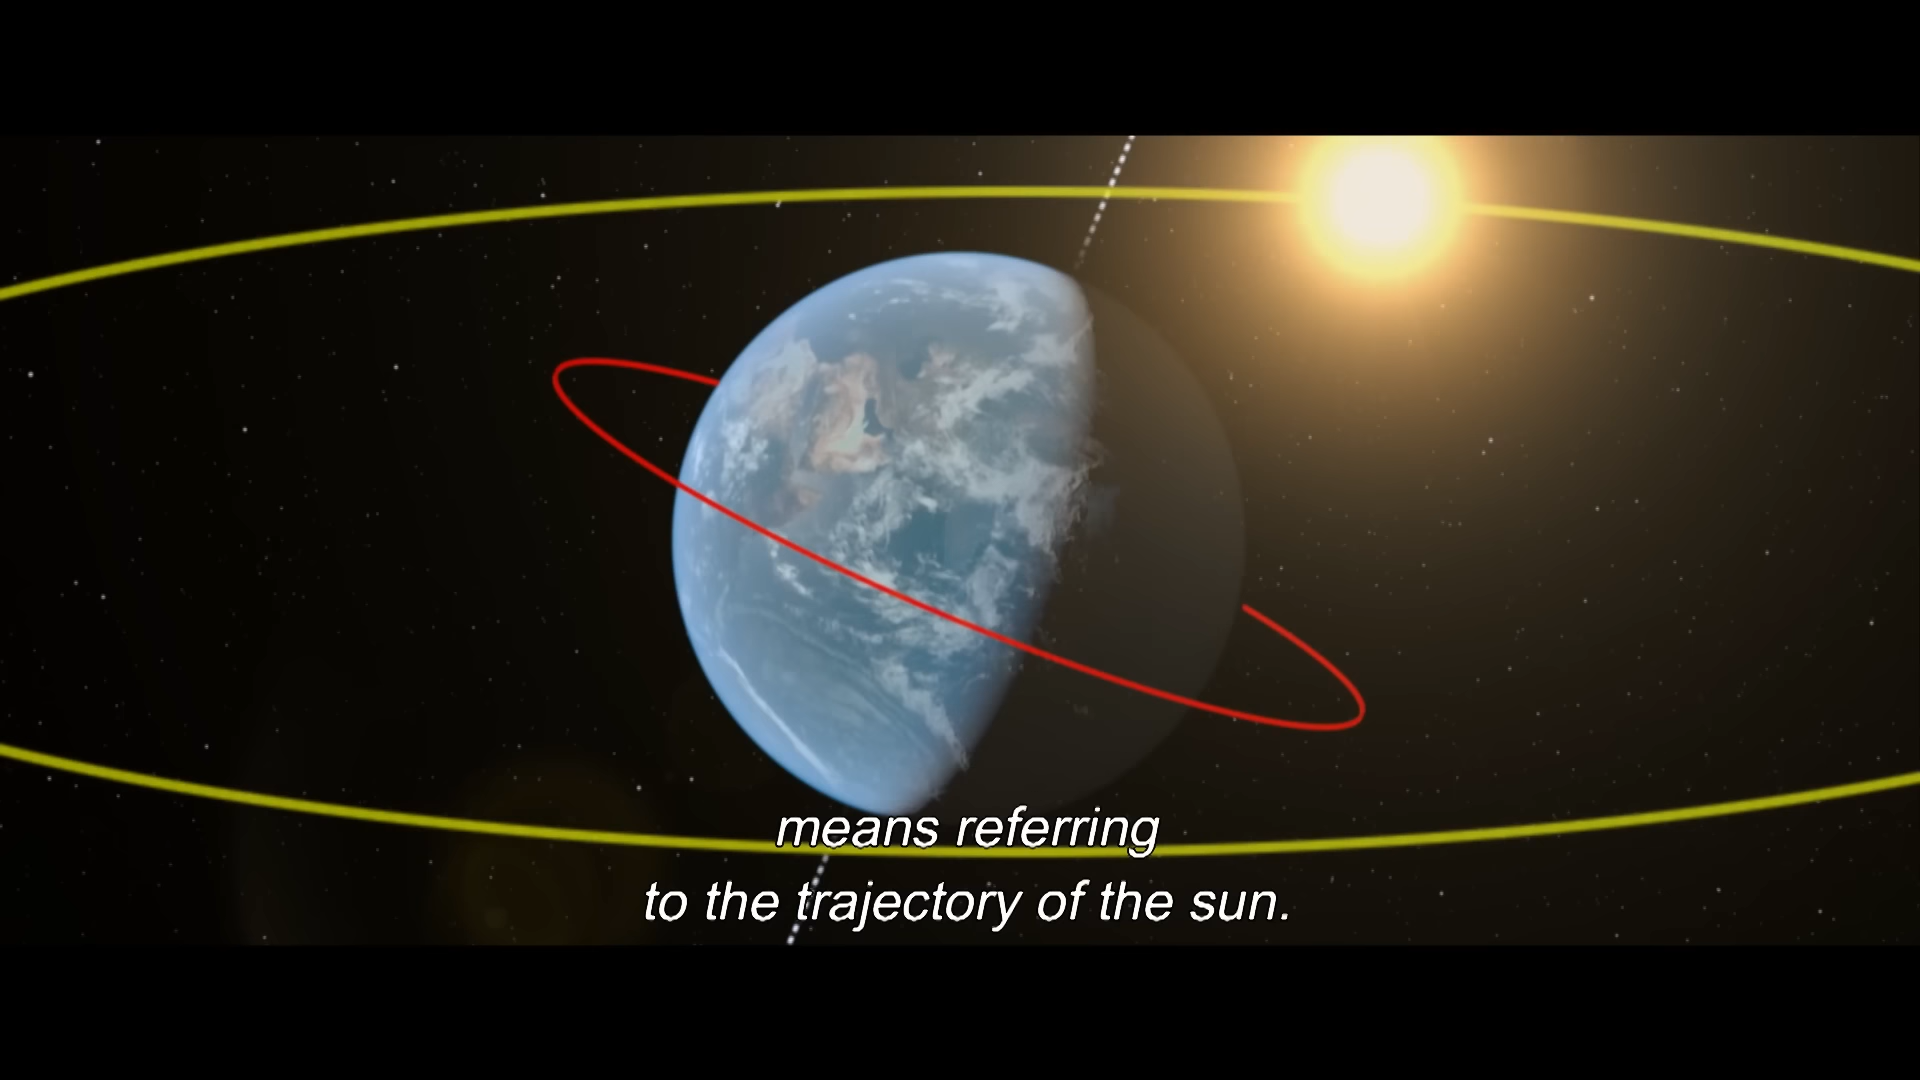 means referring
to the trajectory of the sun.